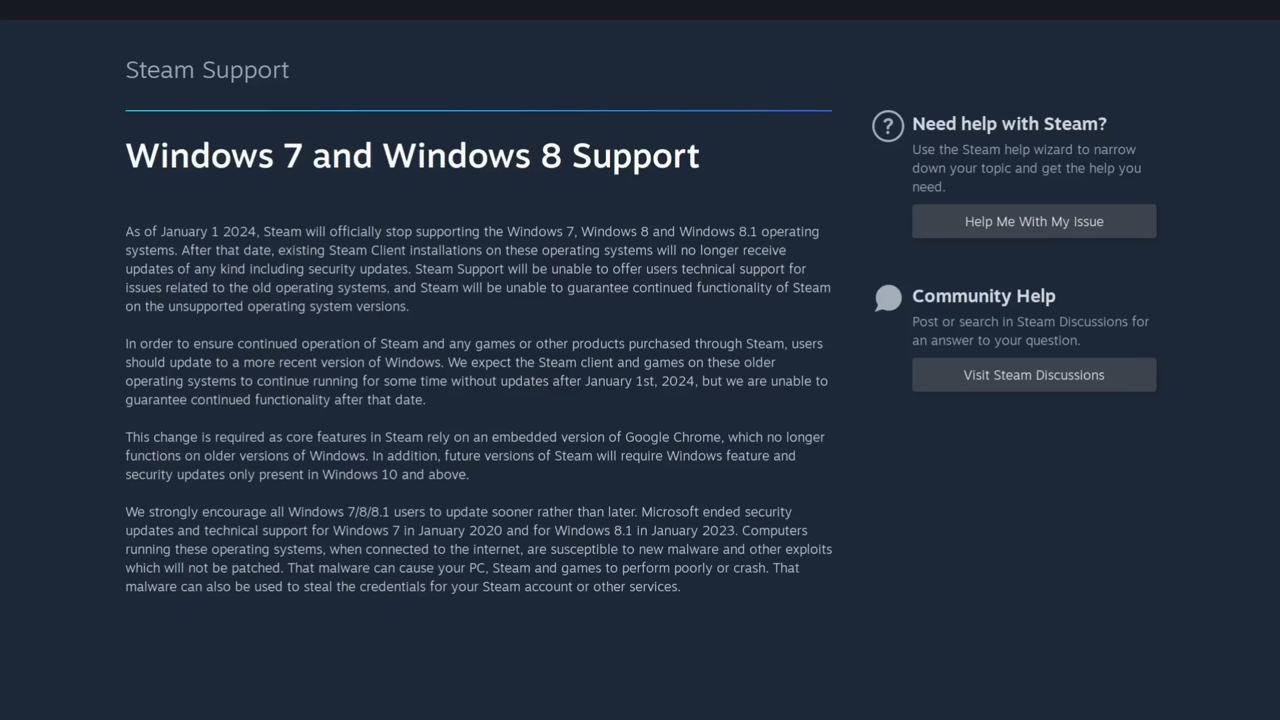 Steam Support
Windows 7 and Windows 8 Support
As of January 1 2024, Steam will officially stop supporting the Windows 7, Windows 8 and Windows 8.1 operating
systems. After that date, existing Steam Client installations on these operating systems will no longer receive
updates of any kind including security updates. Steam Support will be unable to offer users technical support for
issues related to the old operating systems, and Steam will be unable to guarantee continued functionality of Steam
on the unsupported operating system versions.
In order to ensure continued operation of Steam and any games or other products purchased through Steam, users
should update to a more recent version of Windows. We expect the Steam client and games on these older
operating systems to continue running for some time without updates after January 1st, 2024, but we are unable to
guarantee continued functionality after that date.
This change is required as core features in Steam rely on an embedded version of Google Chrome, which no longer
functions on older versions of Windows. In addition, future versions of Steam will require Windows feature and
security updates only present in Windows 10 and above.
We strongly encourage all Windows 7/8/8.1 users to update sooner rather than later. Microsoft ended security
updates and technical support for Windows 7 in January 2020 and for Windows 8.1 in January 2023. Computers
running these operating systems, when connected to the internet, are susceptible to new malware and other exploits
which will not be patched. That malware can cause your PC, Steam and games to perform poorly or crash. That
malware can also be used to steal the credentials for your Steam account or other services.
?
Need help with Steam?
Use the Steam help wizard to narrow
down your topic and get the help you
need.
Help Me With My Issue
Community Help
Post or search in Steam Discussions for
an answer to your question.
Visit Steam Discussions